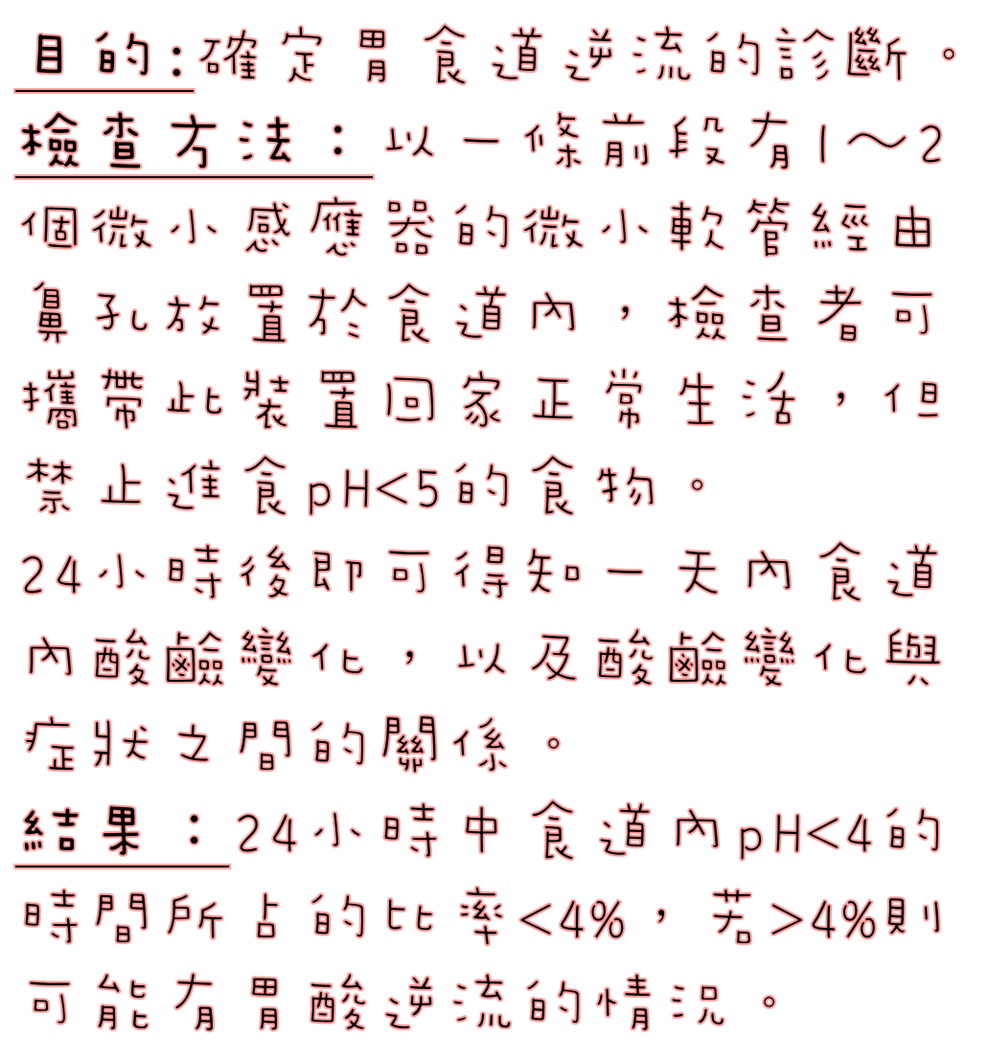 目的：確定胃食道逆流的診斷。
檢查方法：以一條前段有1～2
個微小感應器的微小軟管經由
鼻孔放置於食道內，檢查者可
攜帶此裝置回家正常生活，但
禁止進食pH<5的食物。
24小時後即可得知一天內食道
內酸鹼變化，以及酸鹼變化與
症狀之間的關係。
結果：24小時中食道內pH<4的
時間所占的比率<4%，若>4%則
可能有胃酸逆流的情況。